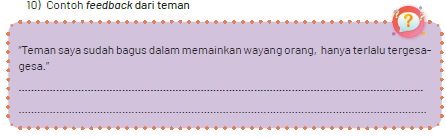 10) Contoh feedback dari teman
?
"Teman saya sudah bagus dalam memainkan wayang orang, hanya terlalu tergesa-
gesa."
..........................................................................................................................
..........................................................................................................................